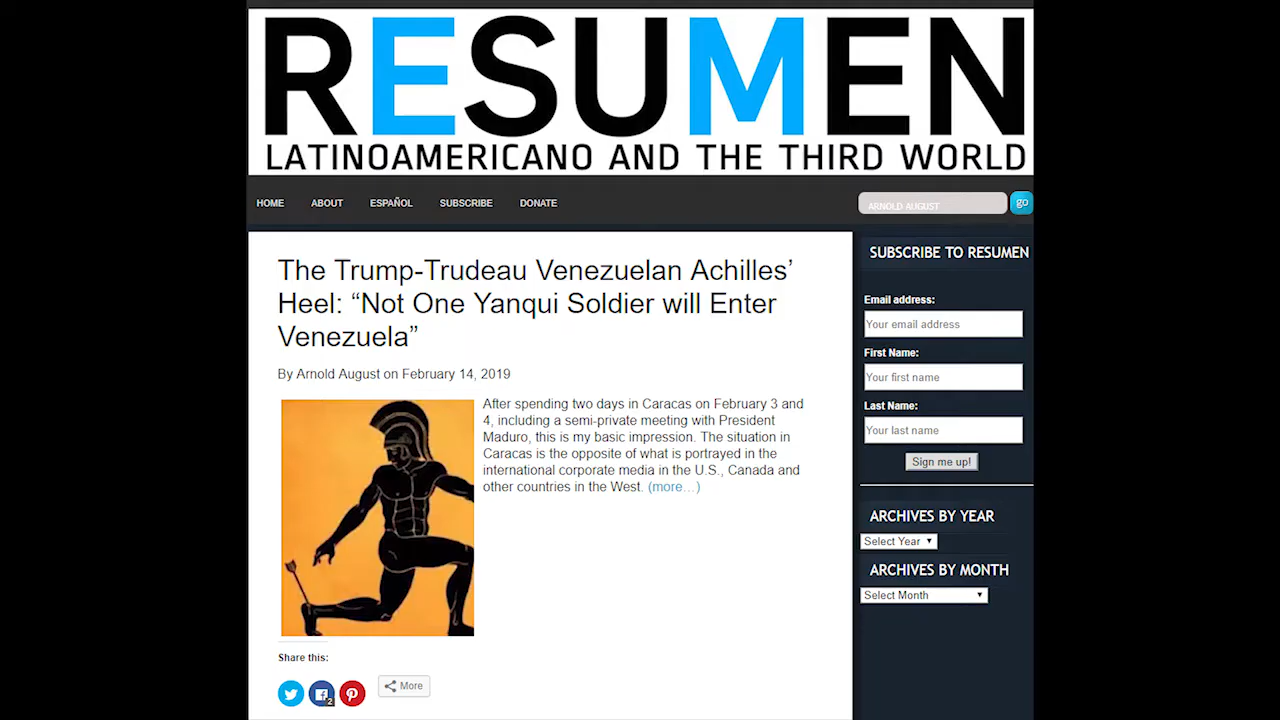 RESUMEN
LATINOAMERICANO AND THE THIRD WORLD
HOME ABOUT ESPAÑOL SUBSCRIBE DONATE
ARNOLD AUGUST go
The Trump-Trudeau Venezuelan Achilles’
Heel: “Not One Yanqui Soldier will Enter
Venezuela”
By Arnold August on February 14, 2019
After spending two days in Caracas on February 3 and
4, including a semi-private meeting with President
Maduro, this is my basic impression. The situation in
Caracas is the opposite of what is portrayed in the
international corporate media in the U.S., Canada and
other countries in the West. (more…)
Share this:
2
More
SUBSCRIBE TO RESUMEN
Email address:
Your email address
First Name:
Your first name
Last Name:
Your last name
Sign me up!
ARCHIVES BY YEAR
Select Year
ARCHIVES BY MONTH
Select Month